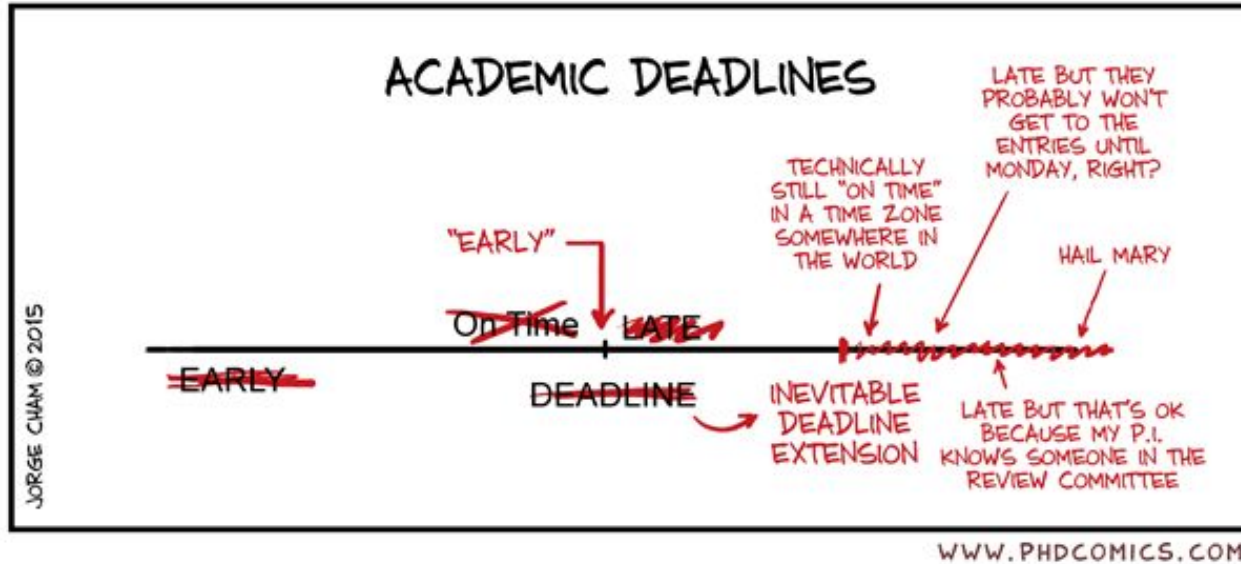 ACADEMIC DEADLINES
LATE BUT THEY
PROBABLY WON'T
GET TO THE
ENTRIES UNTIL
MONDAY, RIGHT?
TECHNICALLY
STILL "ON TIME"
IN A TIME ZONE
SOMEWHERE IN
THE WORLD
"EARLY"
HAIL MARY
On Time
LATE
EARLY
DEADLINE
INEVITABLE
DEADLINE
EXTENSION
LATE BUT THAT'S OK
BECAUSE MY P.I.
KNOWS SOMEONE IN THE
REVIEW COMMITTEE
JORGE CHAM © 2015
WWW.PHDCOMICS.COM